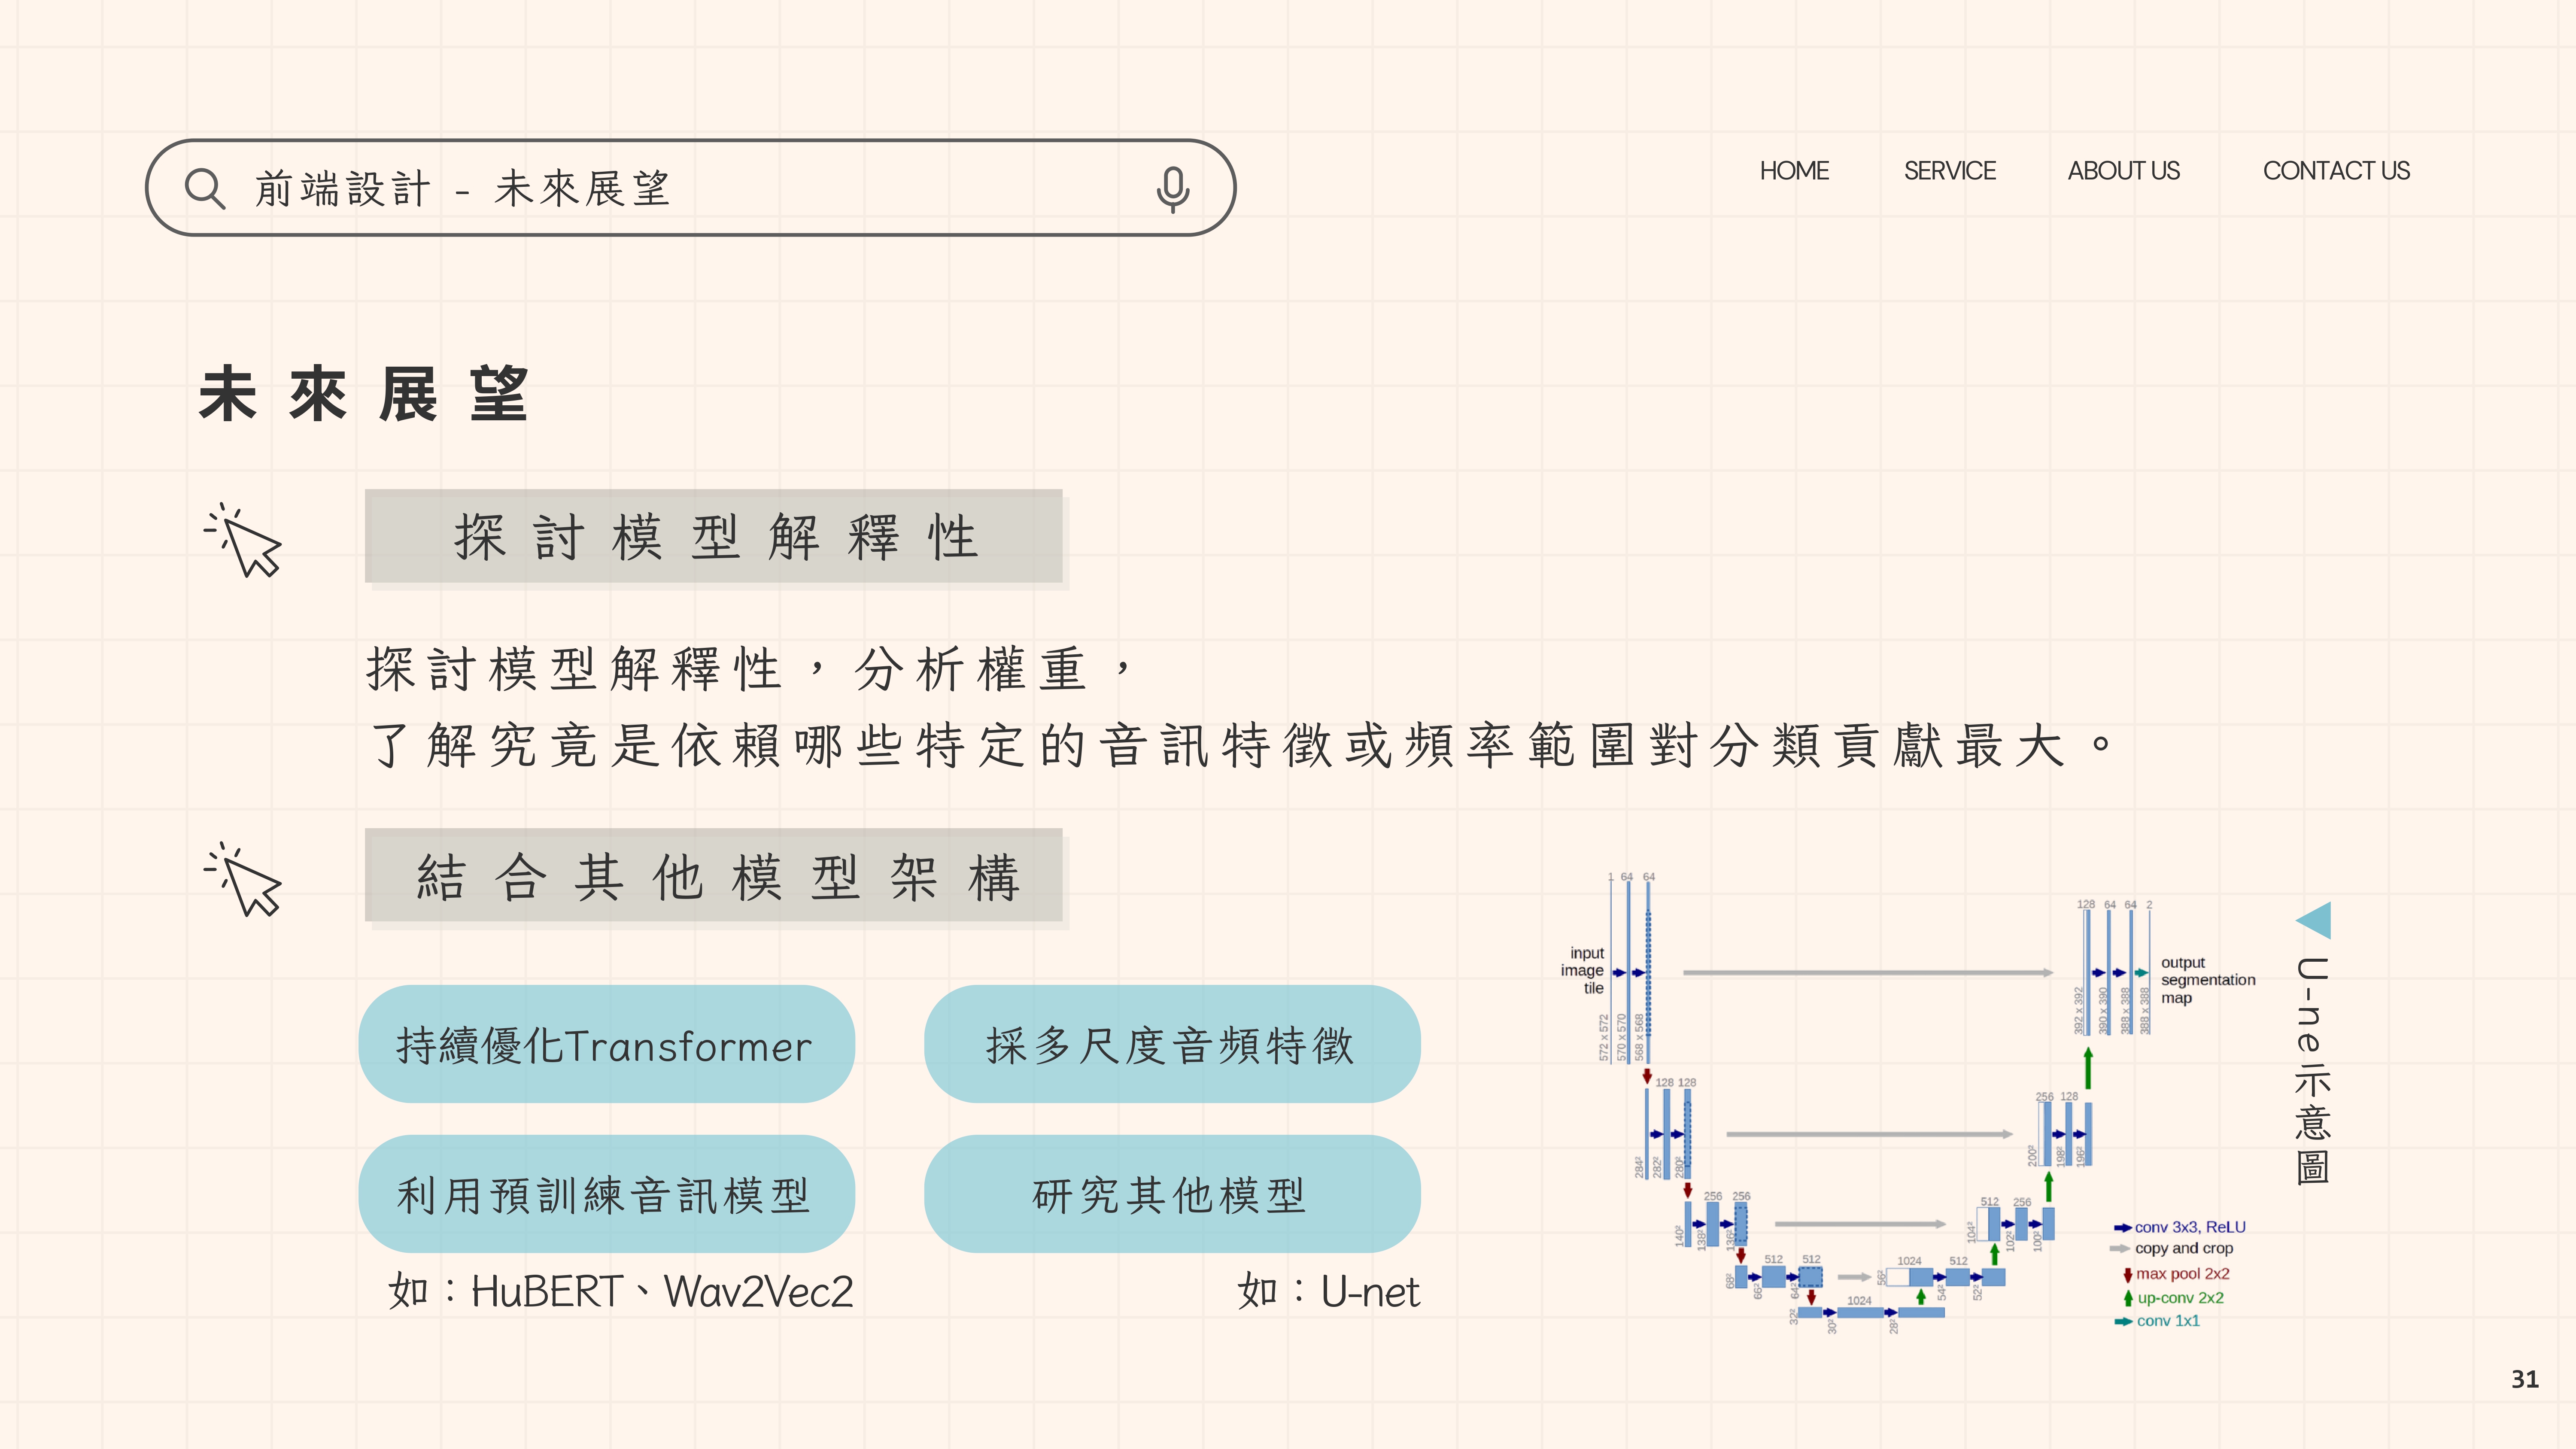 前端設計 - 未來展望
HOME SERVICE ABOUT US CONTACT US
未來展望
探討模型解釋性
探討模型解釋性，分析權重，
了解究竟是依賴哪些特定的音訊特徵或頻率範圍對分類貢獻最大。
結合其他模型架構
持續優化Transformer
採多尺度音頻特徵
利用預訓練音訊模型
研究其他模型
如：HuBERT、Wav2Vec2
如：U-net
1 64 64
input
image
tile
572 x 572
570 x 570
568 x 568
128 128
284²
282²
280²
256 256
140²
138²
136²
512 512
68²
66²
64²
1024
32²
30²
28²
1024 512
56²
54²
52²
512 256
104²
102²
100²
256 128
200²
198²
196²
128 64 64 2
392 x 392
390 x 390
388 x 388
388 x 388
output
segmentation
map
conv 3x3, ReLU
copy and crop
max pool 2x2
up-conv 2x2
conv 1x1
U-ne示意圖
31